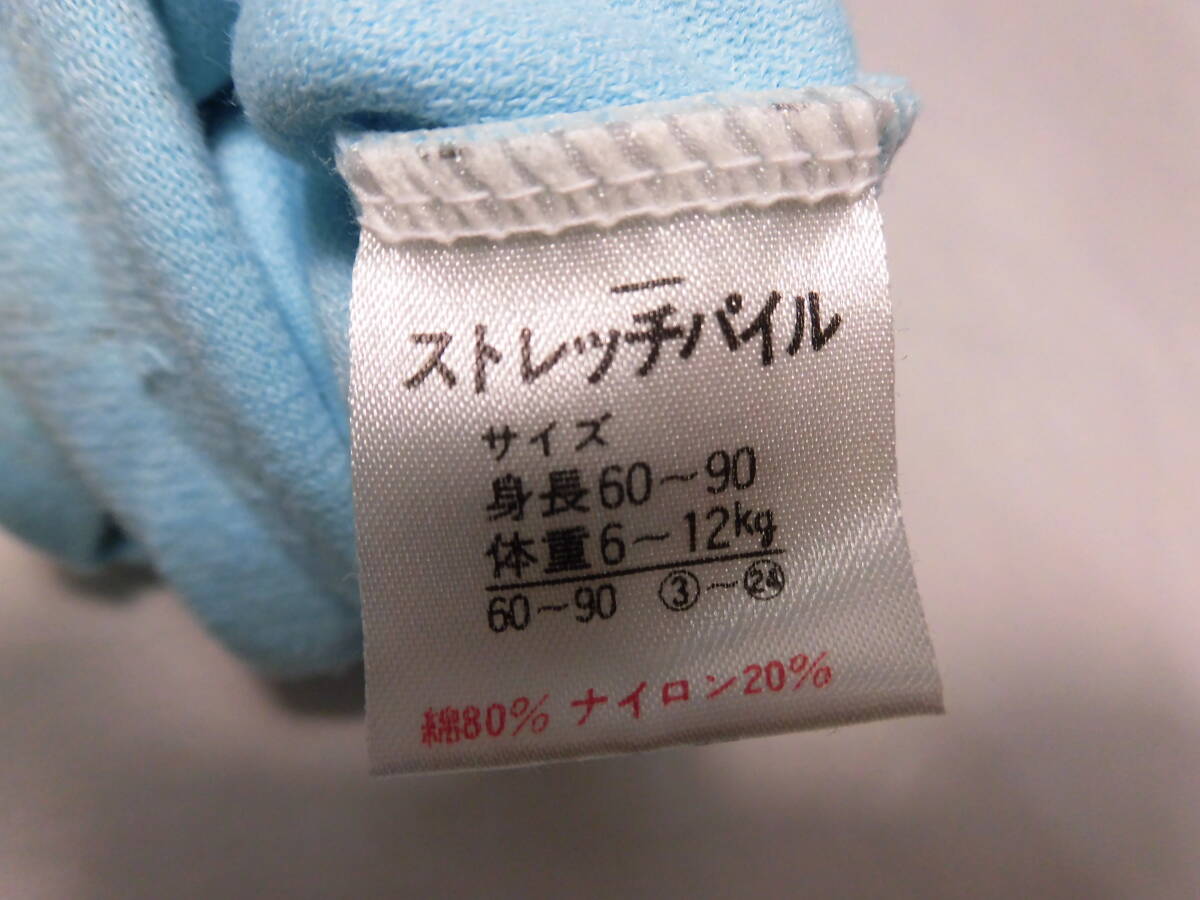 ストレッチパイル
サイズ
身長60～90
体重6～12kg
60～90 ③～㉔
綿80% ナイロン20%